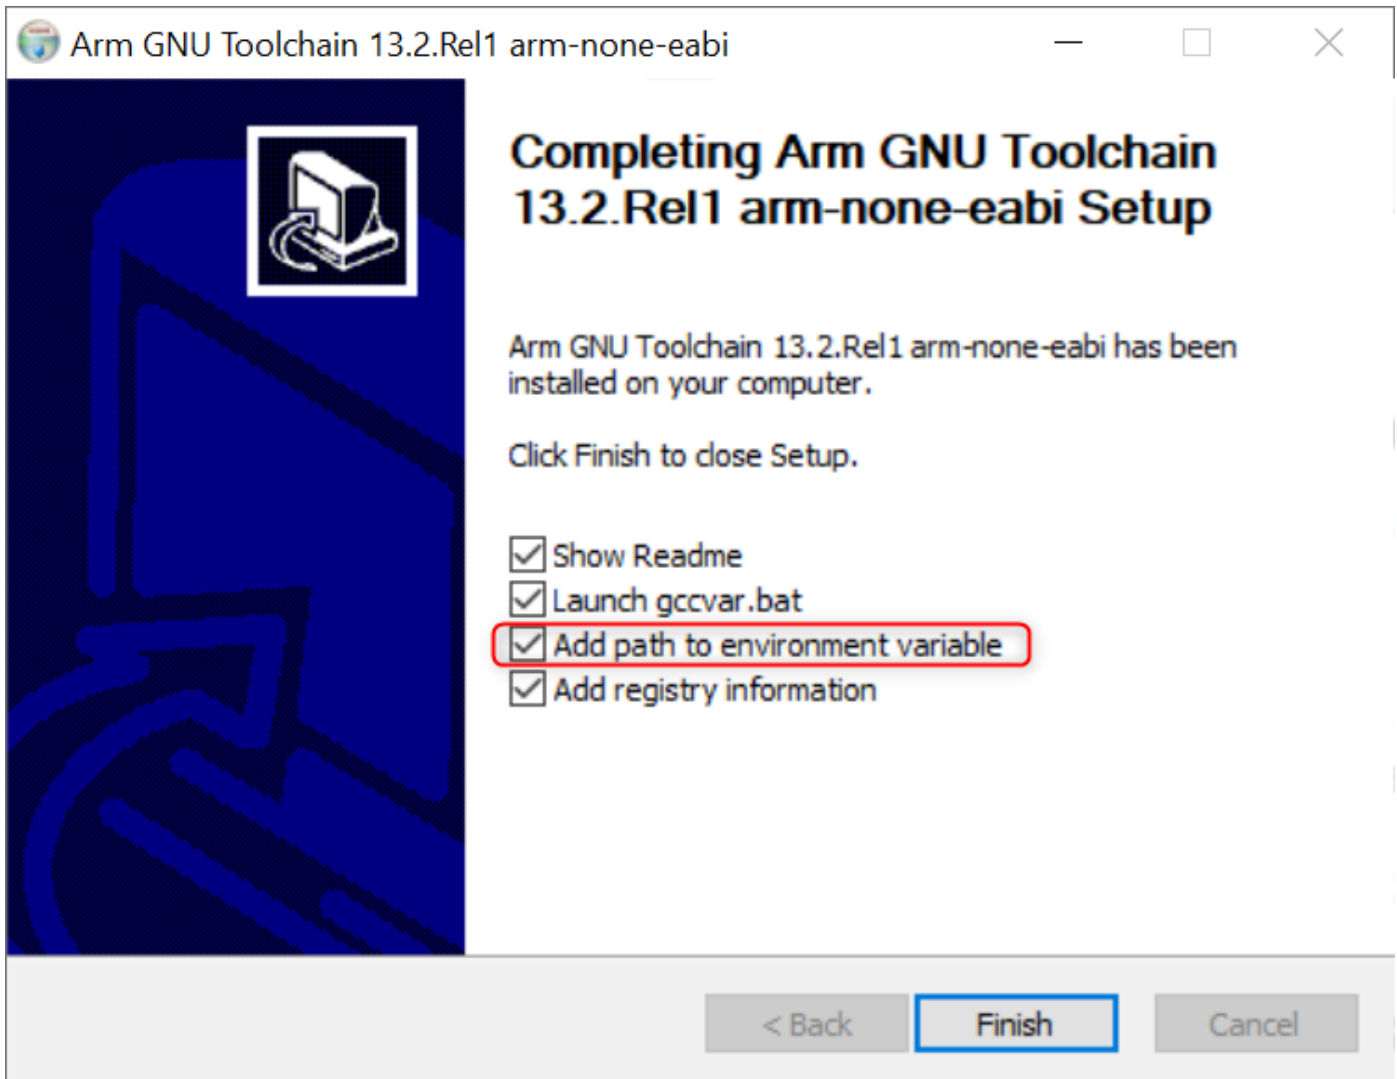 Arm GNU Toolchain 13.2.Rel1 arm-none-eabi
Completing Arm GNU Toolchain
13.2.Rel1 arm-none-eabi Setup
Arm GNU Toolchain 13.2.Rel1 arm-none-eabi has been
installed on your computer.
Click Finish to close Setup.
Show Readme
Launch gccvar.bat
Add path to environment variable
Add registry information
< Back
Finish
Cancel